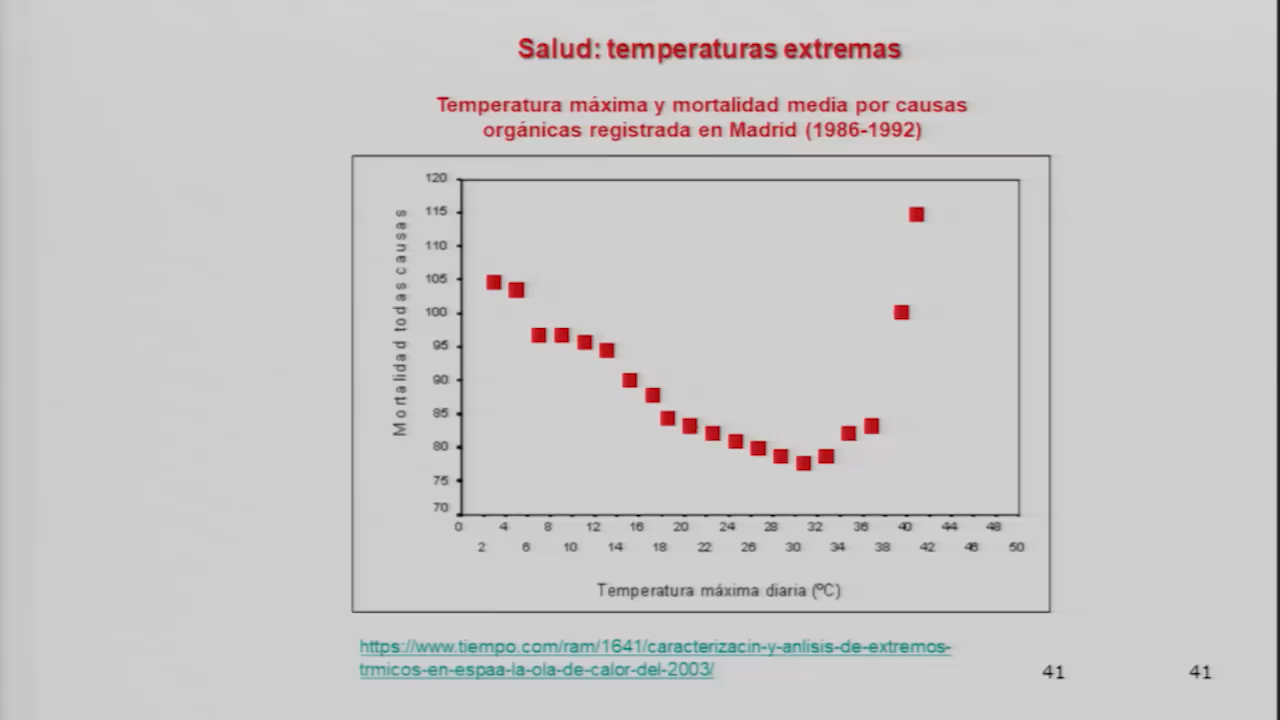 Salud: temperaturas extremas
Temperatura máxima y mortalidad media por causas
orgánicas registrada en Madrid (1986-1992)
Mortalidad todas causas
120
115
110
105
100
95
90
85
80
75
70
0 4 8 12 16 20 24 28 32 36 40 44 48
2 6 10 14 18 22 26 30 34 38 42 46 50
Temperatura máxima diaria (ºC)
https://www.tiempo.com/ram/1641/caracterizacin-y-anlisis-de-extremos-
trmicos-en-espaa-la-ola-de-calor-del-2003/
41 41